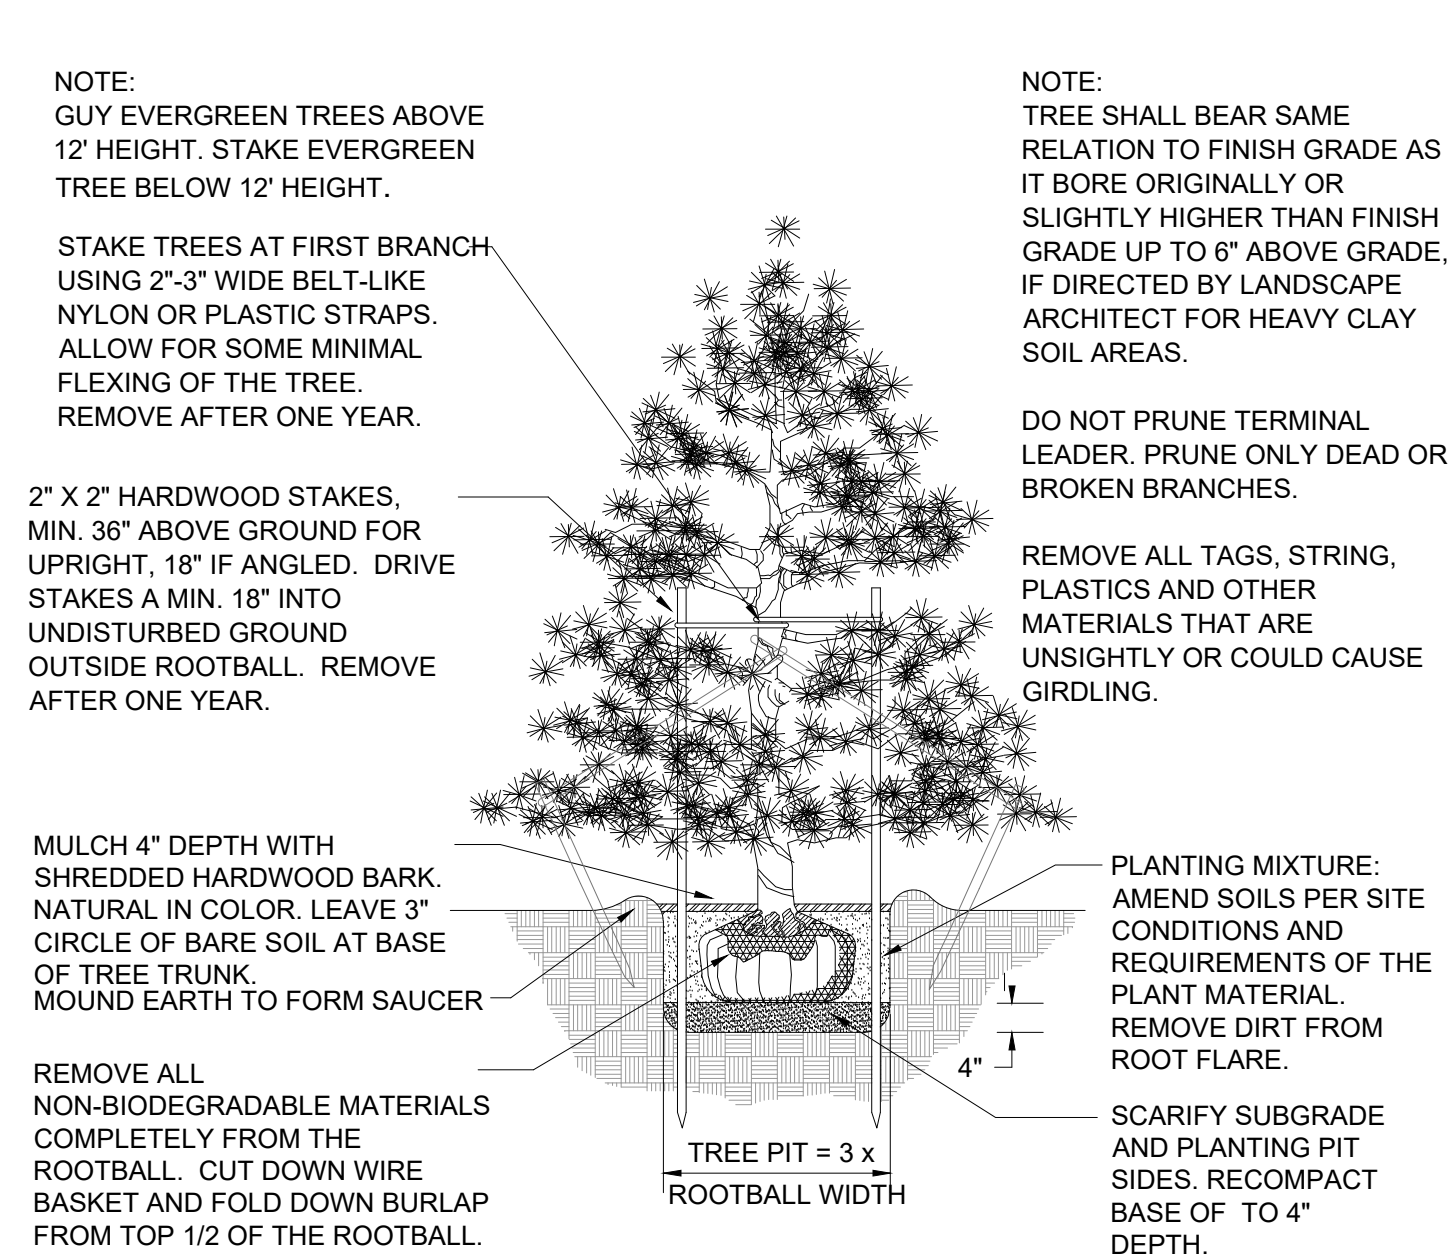 NOTE:
GUY EVERGREEN TREES ABOVE
12' HEIGHT. STAKE EVERGREEN
TREE BELOW 12' HEIGHT.
STAKE TREES AT FIRST BRANCH
USING 2"-3" WIDE BELT-LIKE
NYLON OR PLASTIC STRAPS.
ALLOW FOR SOME MINIMAL
FLEXING OF THE TREE.
REMOVE AFTER ONE YEAR.
2" X 2" HARDWOOD STAKES,
MIN. 36" ABOVE GROUND FOR
UPRIGHT, 18" IF ANGLED.  DRIVE
STAKES A MIN. 18" INTO
UNDISTURBED GROUND
OUTSIDE ROOTBALL.  REMOVE
AFTER ONE YEAR.
MULCH 4" DEPTH WITH
SHREDDED HARDWOOD BARK.
NATURAL IN COLOR. LEAVE 3"
CIRCLE OF BARE SOIL AT BASE
OF TREE TRUNK.
MOUND EARTH TO FORM SAUCER
REMOVE ALL
NON-BIODEGRADABLE MATERIALS
COMPLETELY FROM THE
ROOTBALL.  CUT DOWN WIRE
BASKET AND FOLD DOWN BURLAP
FROM TOP 1/2 OF THE ROOTBALL.
TREE PIT = 3 x
ROOTBALL WIDTH
4"
NOTE:
TREE SHALL BEAR SAME
RELATION TO FINISH GRADE AS
IT BORE ORIGINALLY OR
SLIGHTLY HIGHER THAN FINISH
GRADE UP TO 6" ABOVE GRADE,
IF DIRECTED BY LANDSCAPE
ARCHITECT FOR HEAVY CLAY
SOIL AREAS.
DO NOT PRUNE TERMINAL
LEADER. PRUNE ONLY DEAD OR
BROKEN BRANCHES.
REMOVE ALL TAGS, STRING,
PLASTICS AND OTHER
MATERIALS THAT ARE
UNSIGHTLY OR COULD CAUSE
GIRDLING.
PLANTING MIXTURE:
AMEND SOILS PER SITE
CONDITIONS AND
REQUIREMENTS OF THE
PLANT MATERIAL.
REMOVE DIRT FROM
ROOT FLARE.
SCARIFY SUBGRADE
AND PLANTING PIT
SIDES. RECOMPACT
BASE OF  TO 4"
DEPTH.